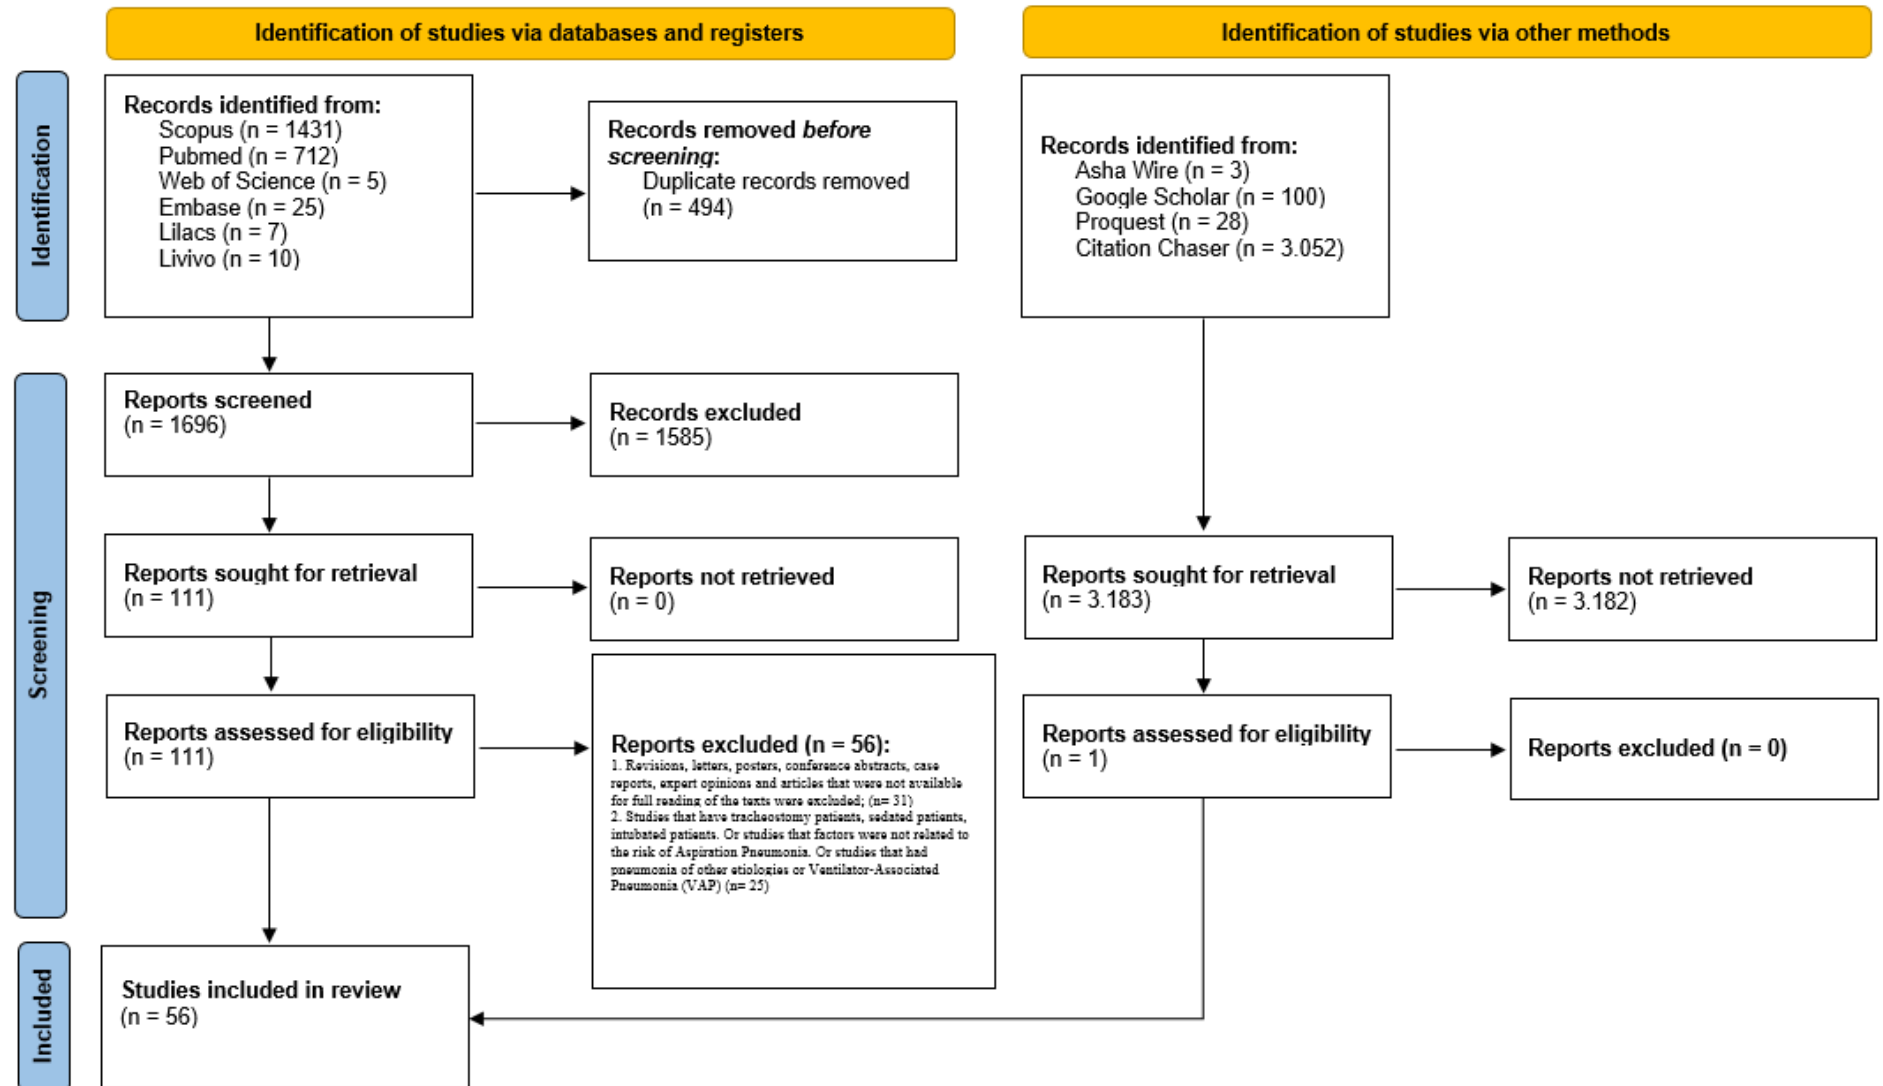 Identification of studies via databases and registers
Identification of studies via other methods
Identification
Records identified from:
Scopus (n = 1431)
Pubmed (n = 712)
Web of Science (n = 5)
Embase (n = 25)
Lilacs (n = 7)
Livivo (n = 10)
Records removed before
screening:
Duplicate records removed
(n = 494)
Records identified from:
Asha Wire (n = 3)
Google Scholar (n = 100)
Proquest (n = 28)
Citation Chaser (n = 3.052)
Screening
Reports screened
(n = 1696)
Records excluded
(n = 1585)
Reports sought for retrieval
(n = 111)
Reports not retrieved
(n = 0)
Reports sought for retrieval
(n = 3.183)
Reports not retrieved
(n = 3.182)
Reports assessed for eligibility
(n = 111)
Reports excluded (n = 56):
1. Revisions, letters, posters, conference abstracts, case
reports, expert opinions and articles that were not available
for full reading of the texts were excluded; (n= 31)
2. Studies that have tracheostomy patients, sedated patients,
intubated patients. Or studies that factors were not related to
the risk of Aspiration Pneumonia. Or studies that had
pneumonia of other etiologies or Ventilator-Associated
Pneumonia (VAP) (n= 25)
Reports assessed for eligibility
(n = 1)
Reports excluded (n = 0)
Included
Studies included in review
(n = 56)